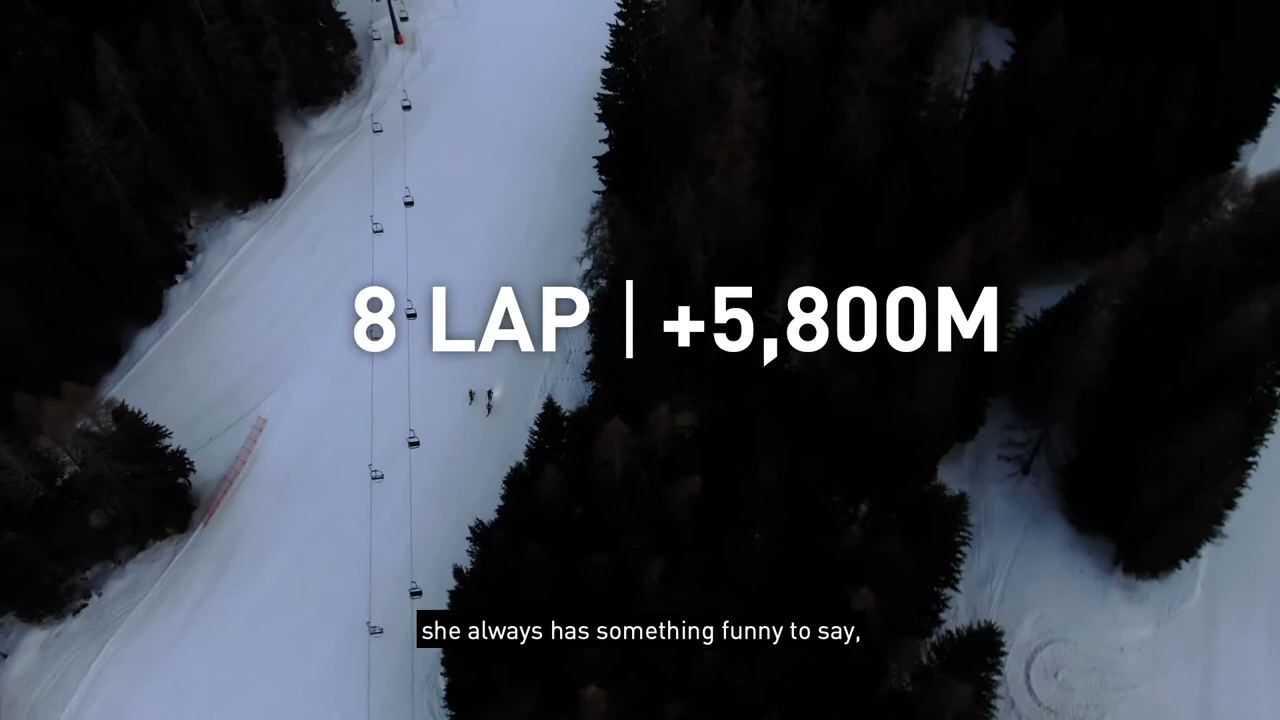 8 LAP | +5,800M
she always has something funny to say,